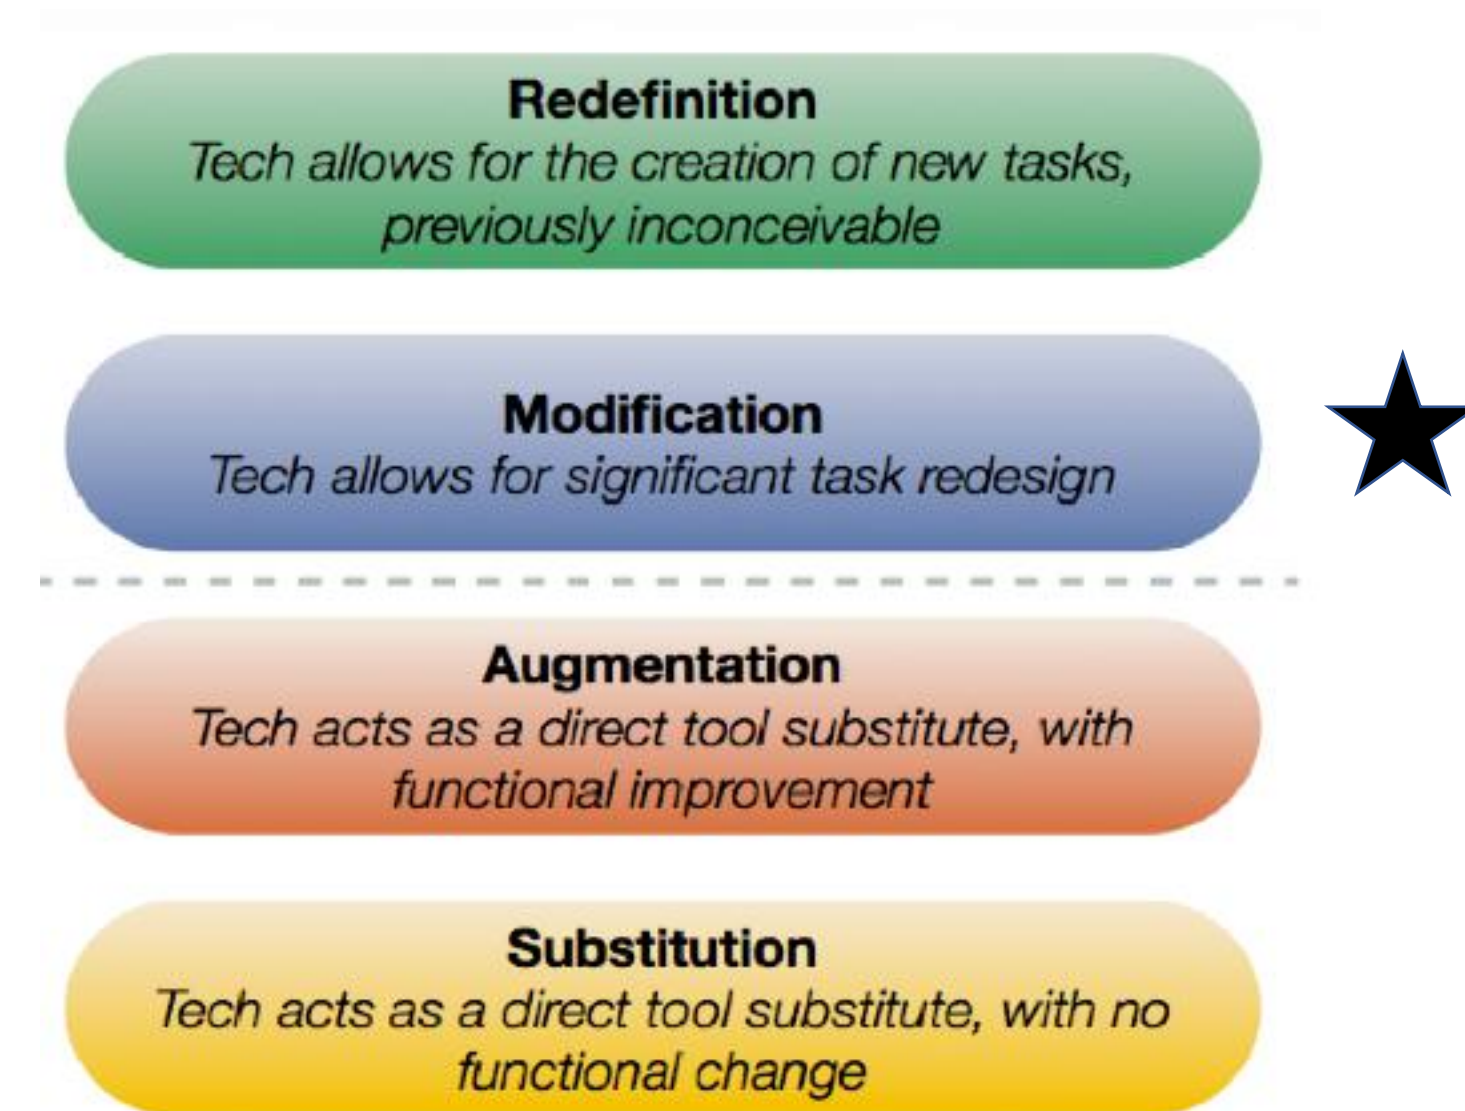 Redefinition
Tech allows for the creation of new tasks,
previously inconceivable
Modification
Tech allows for significant task redesign
Augmentation
Tech acts as a direct tool substitute, with
functional improvement
Substitution
Tech acts as a direct tool substitute, with no
functional change